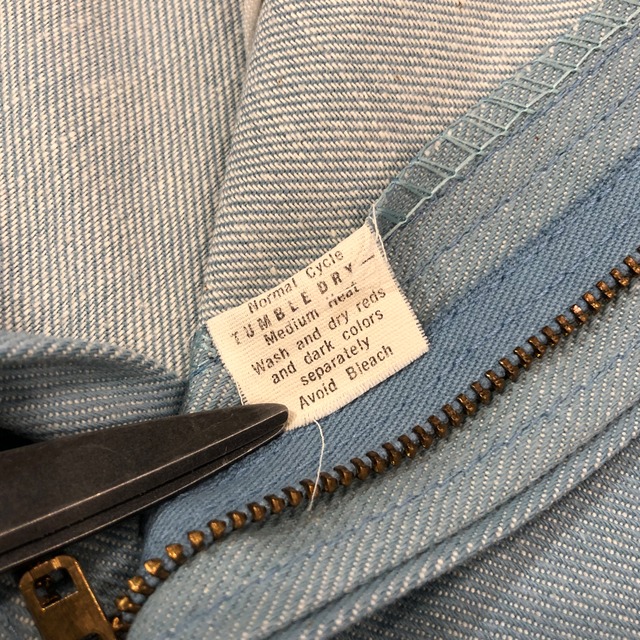 Normal Cycle
TUMBLE DRY—
Medium heat
Wash and dry reds
and dark colors
separately
Avoid Bleach